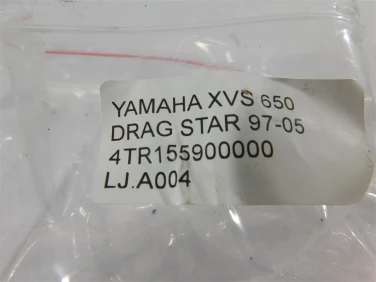 YAMAHA XVS 650
DRAG STAR 97-05
4TR155900000
LJ.A004